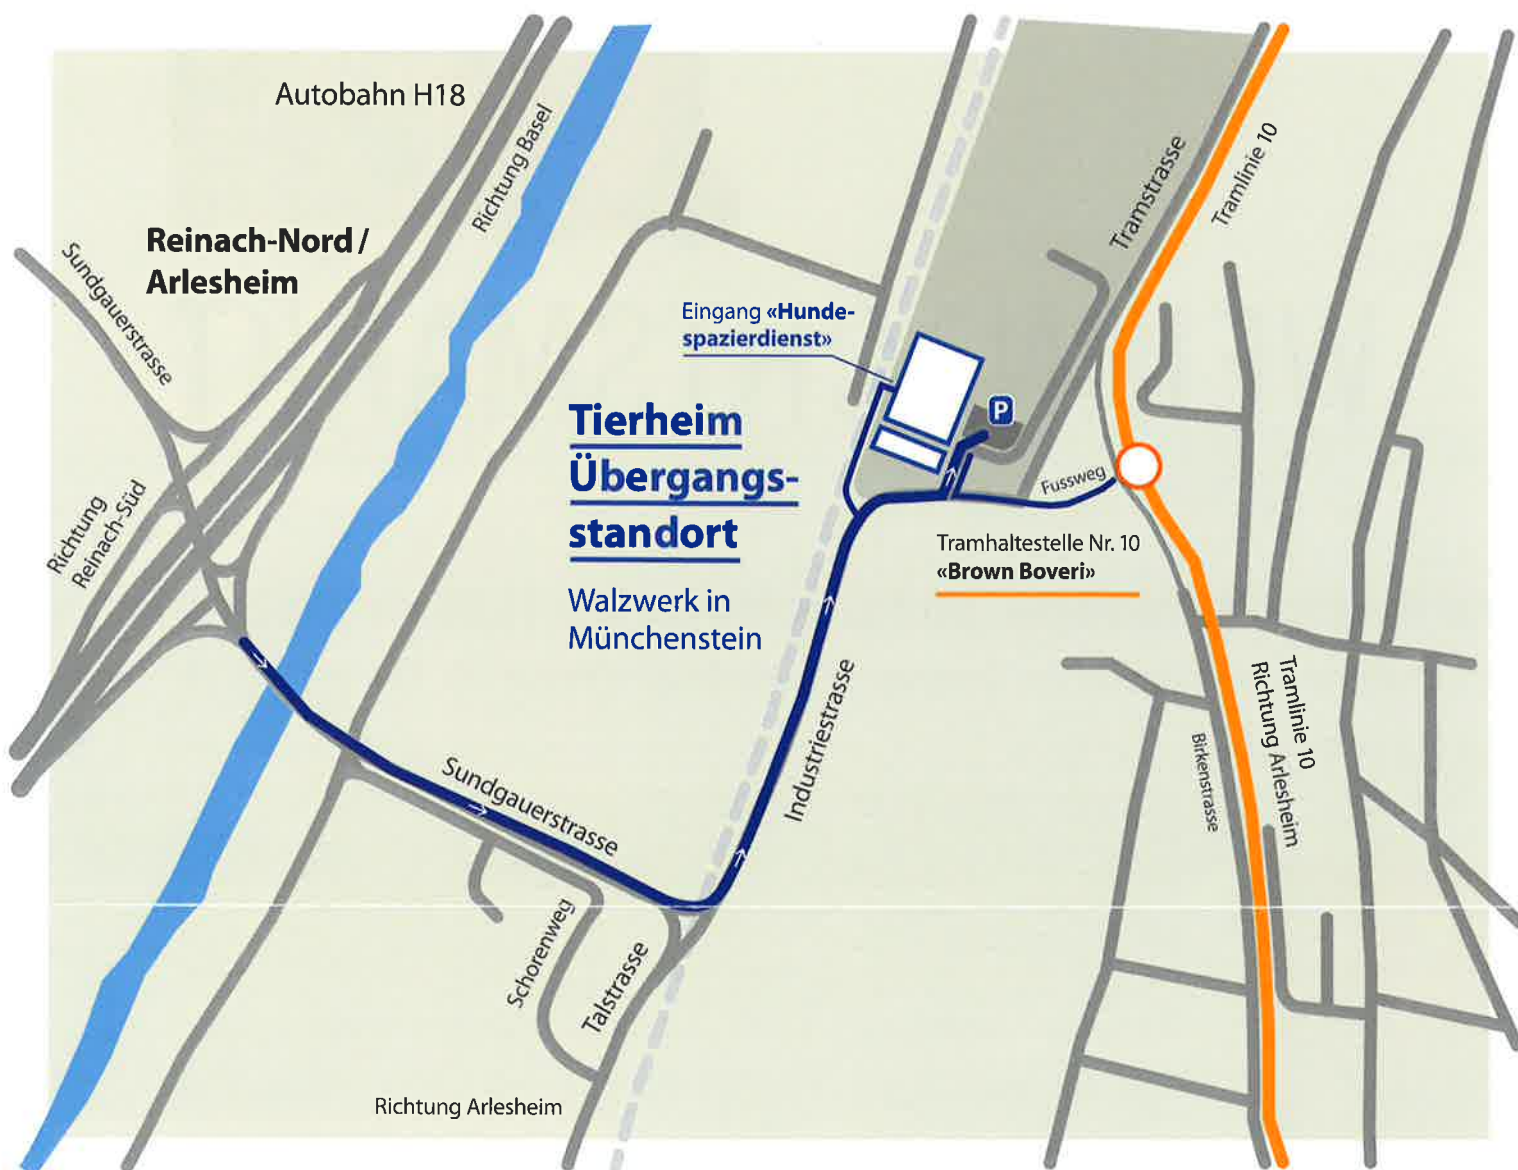 Autobahn H18
Richtung Basel
Reinach-Nord /
Arlesheim
Sundgauerstrasse
Richtung
Reinach-Süd
Tramstrasse
Tramlinie 10
Eingang «Hunde-
spazierdienst»
P
Tierheim
Übergangs-
standort
Walzwerk in
Münchenstein
Fussweg
Tramhaltestelle Nr. 10
«Brown Boveri»
Industriestrasse
Sundgauerstrasse
Tramlinie 10
Richtung Arlesheim
Birkenstrasse
Schorenweg
Talstrasse
Richtung Arlesheim